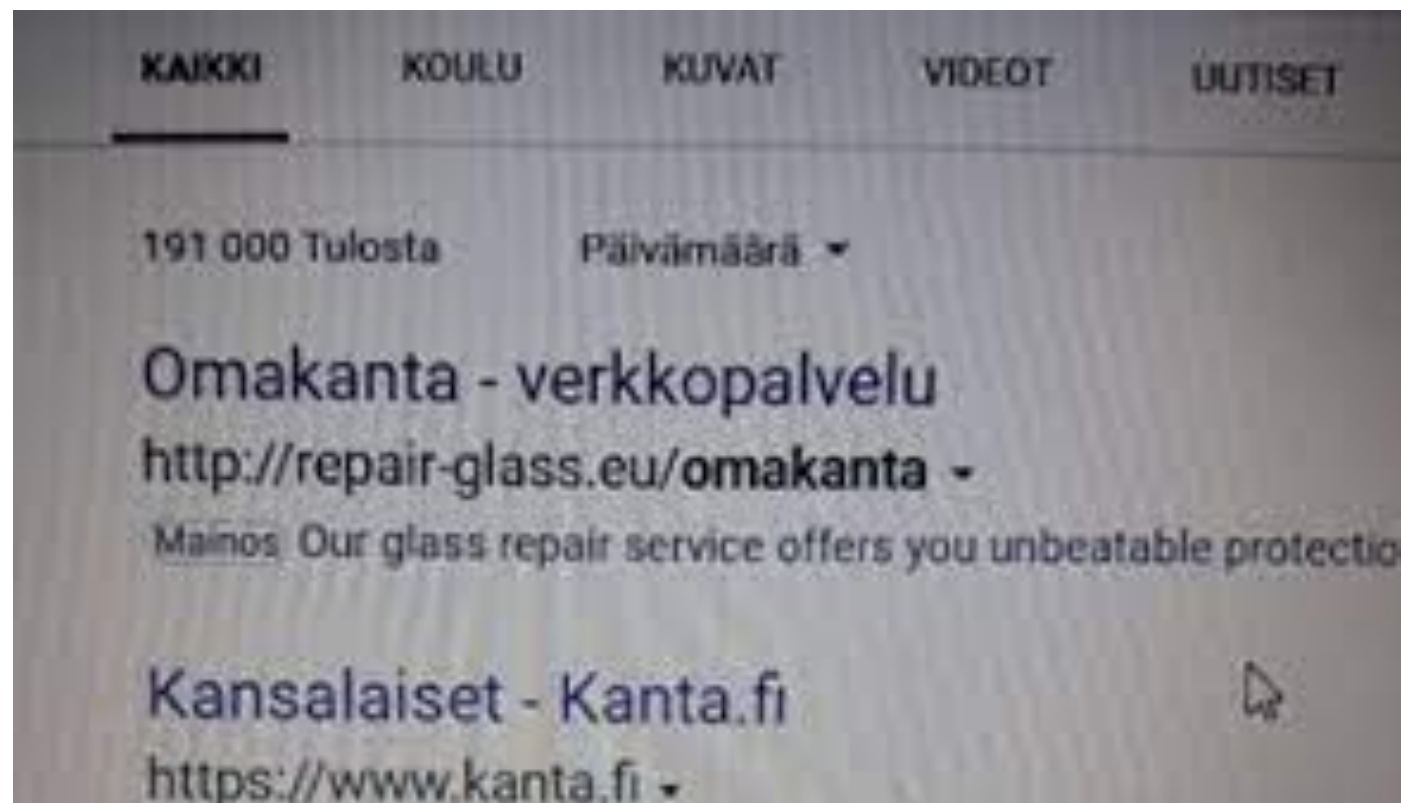 KAIKKI KOULU KUVAT VIDEOT UUTISET
191 000 Tulosta Päivämäärä
Omakanta - verkkopalvelu
http://repair-glass.eu/omakanta
Mainos Our glass repair service offers you unbeatable protectio
Kansalaiset - Kanta.fi
https://www.kanta.fi